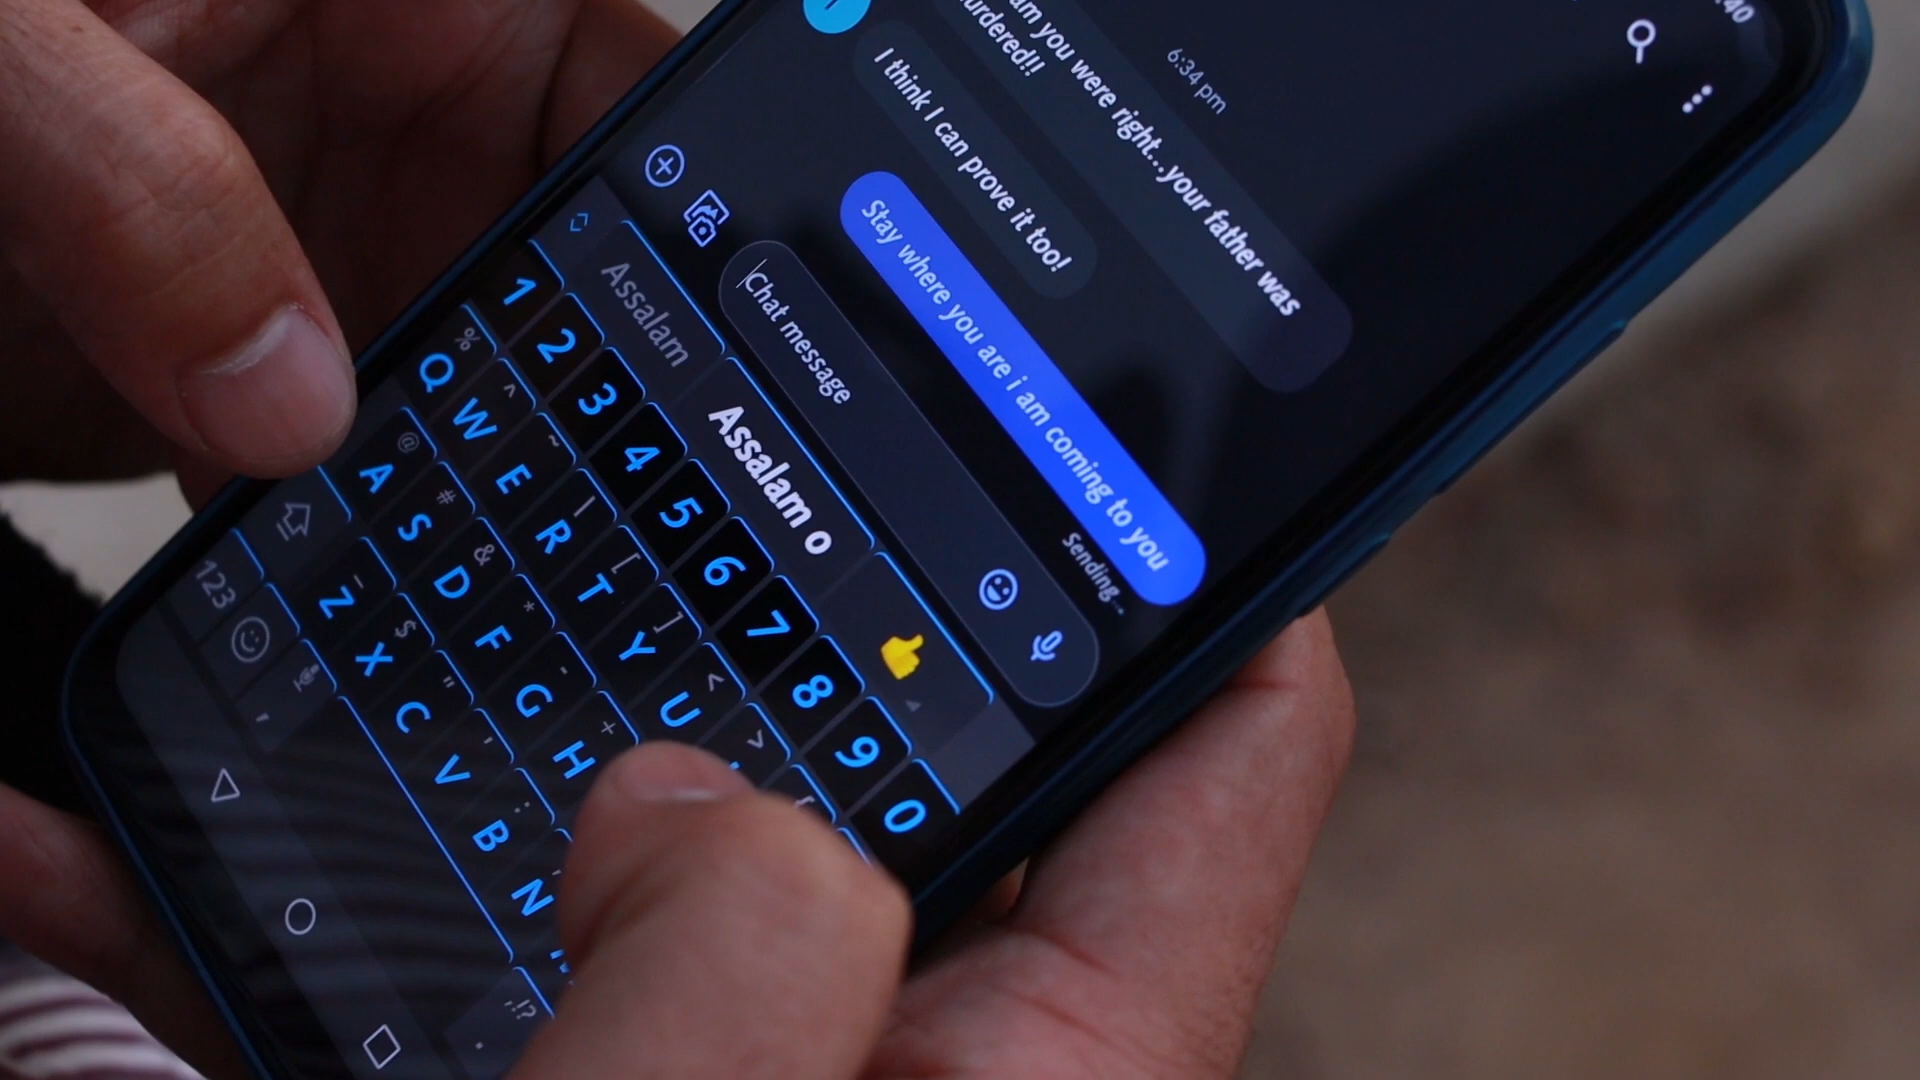 :40
6:34 pm
am you were right...your father was
urdered!!
I think I can prove it too!
Stay where you are i am coming to you
Sending...
Chat message
Assalam
Assalam o
1 2 3 4 5 6 7 8 9 0
% ^ ~ | [ ] < > {
Q W E R T Y U
@ # & * - +
A S D F G H
_ $ " ' : ;
Z X C V B N
123 , ,!? .